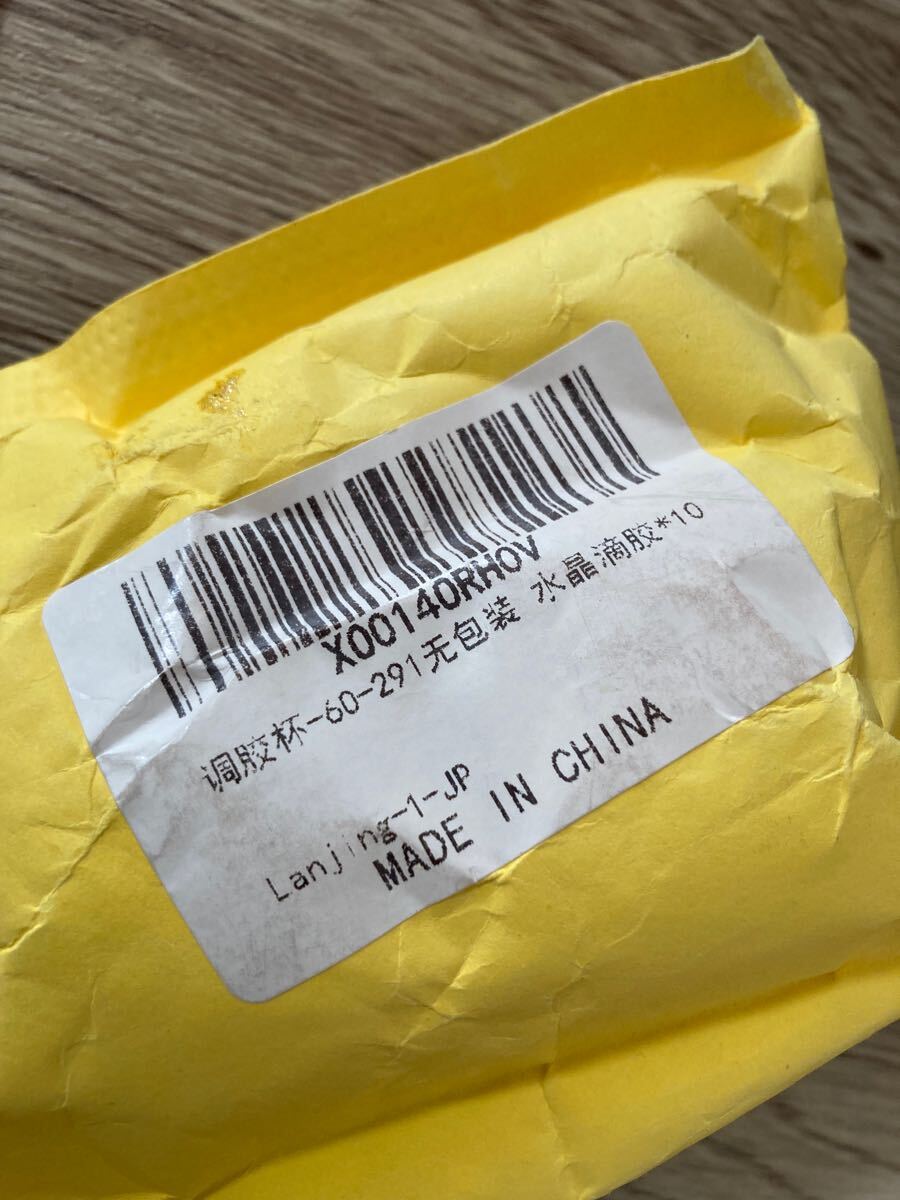 X00140RH0V
调胶杯-60-291无包装 水晶滴胶*10
Lanjing-1-JP
MADE IN CHINA